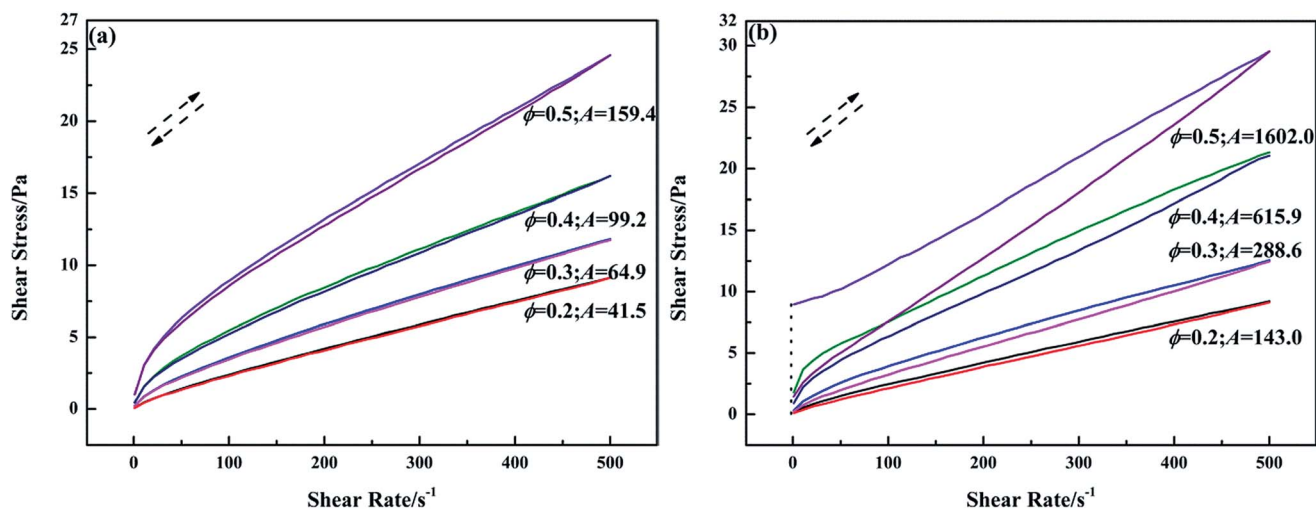 (a)
27
25
20
15
10
5
0
Shear Stress/Pa
ϕ=0.5;A=159.4
ϕ=0.4;A=99.2
ϕ=0.3;A=64.9
ϕ=0.2;A=41.5
0 100 200 300 400 500
Shear Rate/s⁻¹
(b)
32
30
25
20
15
10
5
0
Shear Stress/Pa
ϕ=0.5;A=1602.0
ϕ=0.4;A=615.9
ϕ=0.3;A=288.6
ϕ=0.2;A=143.0
0 100 200 300 400 500
Shear Rate/s⁻¹